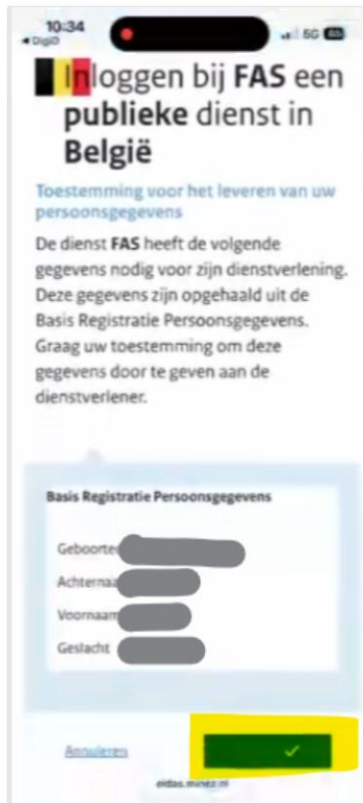 10:34
5G
DigiD
Inloggen bij FAS een
publieke dienst in
België
Toestemming voor het leveren van uw
persoonsgegevens
De dienst FAS heeft de volgende
gegevens nodig voor zijn dienstverlening.
Deze gegevens zijn opgehaald uit de
Basis Registratie Persoonsgegevens.
Graag uw toestemming om deze
gegevens door te geven aan de
dienstverlener.
Basis Registratie Persoonsgegevens
Geboorte
Achternaa
Voornaam
Geslacht
Annuleren
eidas.minez.nl